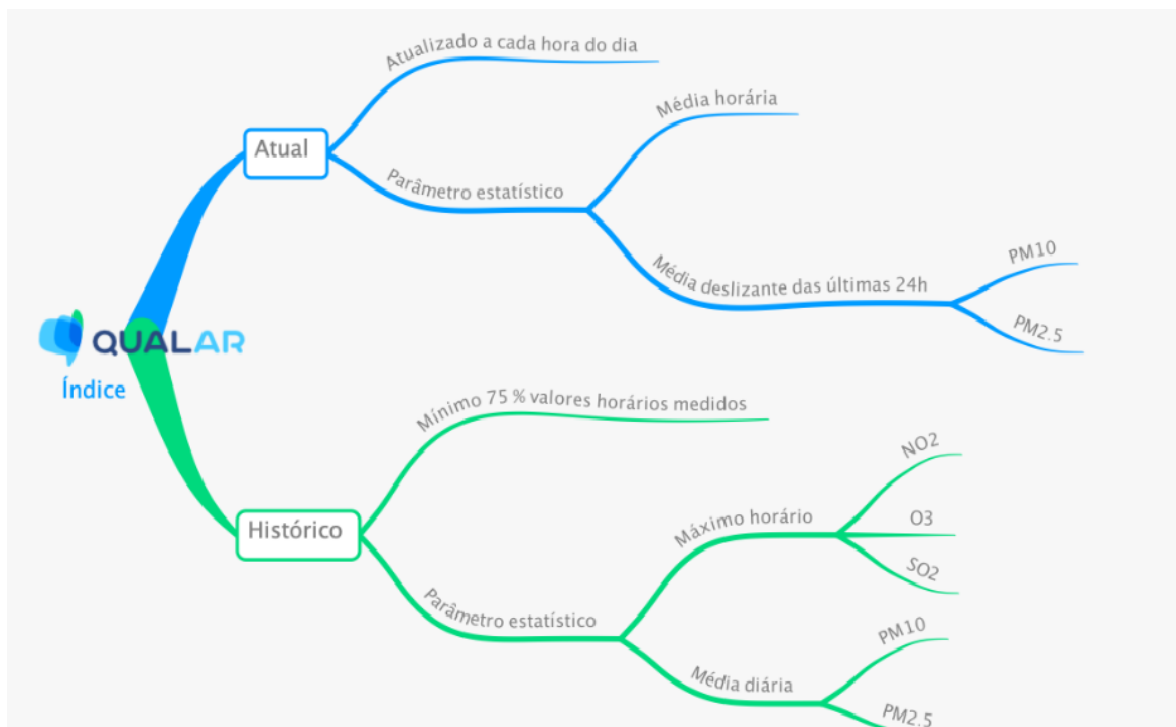 Atualizado a cada hora do dia
Média horária
Atual
Parâmetro estatístico
Média deslizante das últimas 24h
PM10
PM2.5
QUALAR
Índice
Mínimo 75 % valores horários medidos
Histórico
Máximo horário
NO2
O3
SO2
Parâmetro estatístico
Média diária
PM10
PM2.5